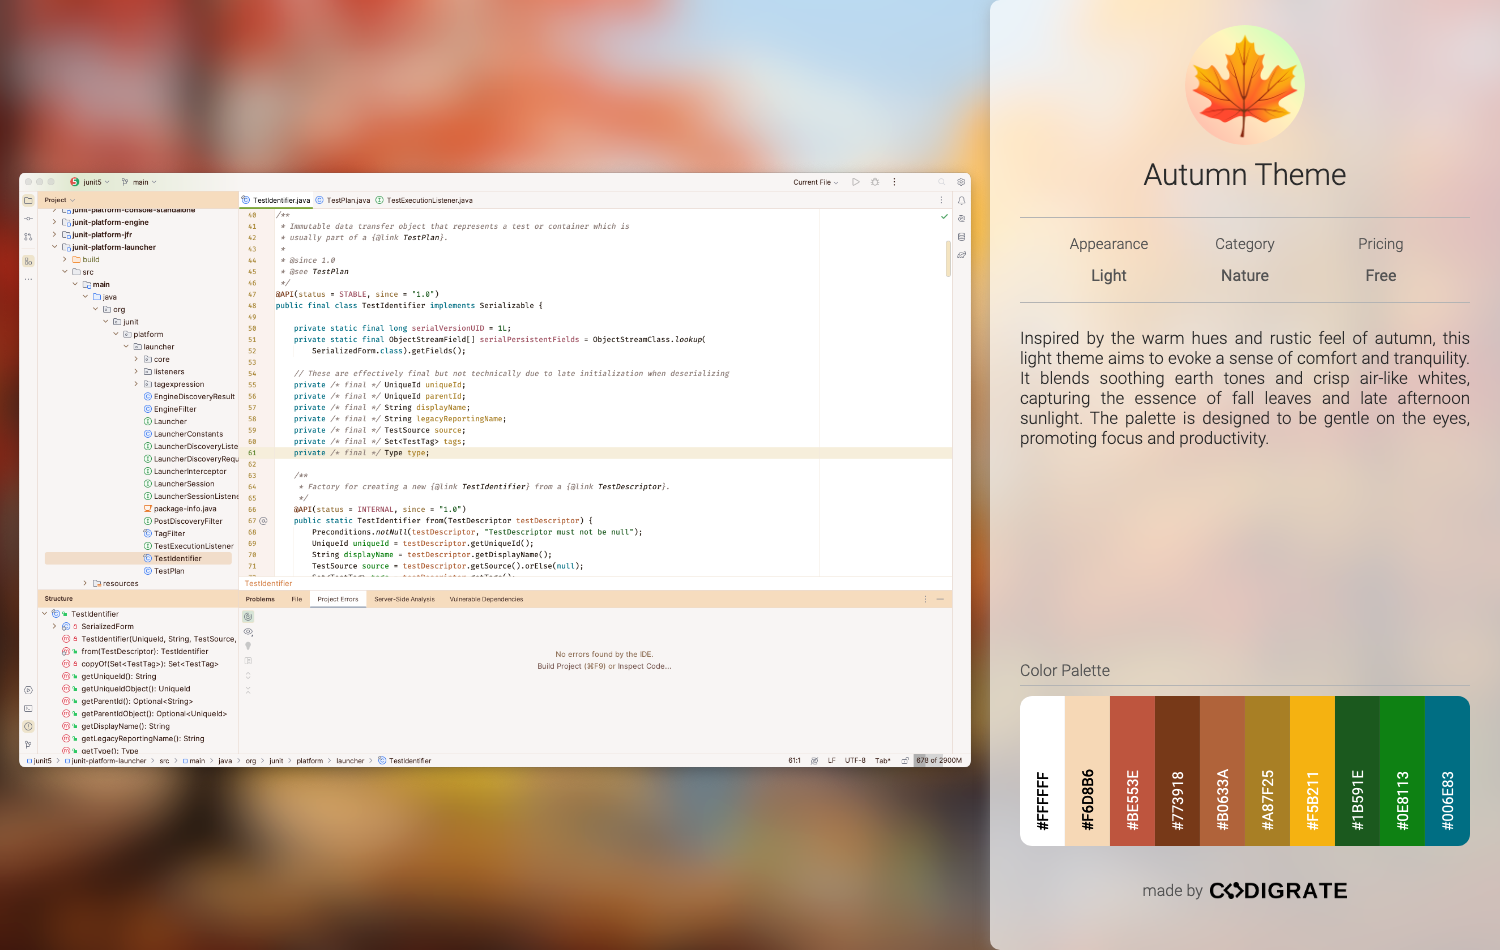 junit5
main
Current File
Project
TestIdentifier.java
TestPlan.java
TestExecutionListener.java
junit-platform-console-standalone
junit-platform-engine
junit-platform-jfr
junit-platform-launcher
build
src
main
java
org
junit
platform
launcher
core
listeners
tagexpression
EngineDiscoveryResult
EngineFilter
Launcher
LauncherConstants
LauncherDiscoveryListe
LauncherDiscoveryRequ
LauncherInterceptor
LauncherSession
LauncherSessionListene
package-info.java
PostDiscoveryFilter
TagFilter
TestExecutionListener
TestIdentifier
TestPlan
resources
40 /**
41 * Immutable data transfer object that represents a test or container which is
42 * usually part of a {@link TestPlan}.
43 *
44 * @since 1.0
45 * @see TestPlan
46 */
47 @API(status = STABLE, since = "1.0")
48 public final class TestIdentifier implements Serializable {
49
50 private static final long serialVersionUID = 1L;
51 private static final ObjectStreamField[] serialPersistentFields = ObjectStreamClass.lookup(
52 SerializedForm.class).getFields();
53
54 // These are effectively final but not technically due to late initialization when deserializing
55 private /* final */ UniqueId uniqueId;
56 private /* final */ UniqueId parentId;
57 private /* final */ String displayName;
58 private /* final */ String legacyReportingName;
59 private /* final */ TestSource source;
60 private /* final */ Set<TestTag> tags;
61 private /* final */ Type type;
62
63 /**
64 * Factory for creating a new {@link TestIdentifier} from a {@link TestDescriptor}.
65 */
66 @API(status = INTERNAL, since = "1.0")
67 public static TestIdentifier from(TestDescriptor testDescriptor) {
68 Preconditions.notNull(testDescriptor, "TestDescriptor must not be null");
69 UniqueId uniqueId = testDescriptor.getUniqueId();
70 String displayName = testDescriptor.getDisplayName();
71 TestSource source = testDescriptor.getSource().orElse(null);
TestIdentifier
Structure
TestIdentifier
SerializedForm
TestIdentifier(UniqueId, String, TestSource,
from(TestDescriptor): TestIdentifier
copyOf(Set<TestTag>): Set<TestTag>
getUniqueId(): String
getUniqueIdObject(): UniqueId
getParentId(): Optional<String>
getParentIdObject(): Optional<UniqueId>
getDisplayName(): String
getLegacyReportingName(): String
getType(): Type
Problems File Project Errors Server-Side Analysis Vulnerable Dependencies
No errors found by the IDE.
Build Project (⌘F9) or Inspect Code...
junit5 > junit-platform-launcher > src > main > java > org > junit > platform > launcher > TestIdentifier
61:1 LF UTF-8 Tab* 678 of 2900M
Autumn Theme
Appearance Category Pricing
Light Nature Free
Inspired by the warm hues and rustic feel of autumn, this
light theme aims to evoke a sense of comfort and tranquility.
It blends soothing earth tones and crisp air-like whites,
capturing the essence of fall leaves and late afternoon
sunlight. The palette is designed to be gentle on the eyes,
promoting focus and productivity.
Color Palette
#FFFFFF
#F6D8B6
#BE553E
#773918
#B0633A
#A87F25
#F5B211
#1B591E
#0E8113
#006E83
made by CODIGRATE